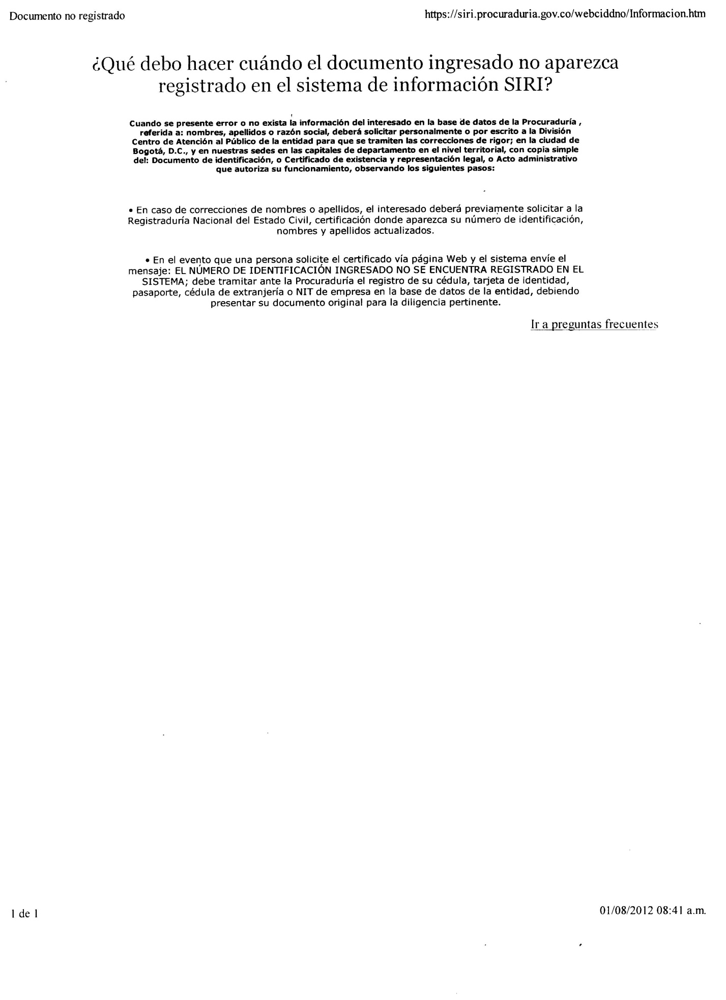 Documento no registrado
https://siri.procuraduria.gov.co/webciddno/Informacion.htm
¿Qué debo hacer cuándo el documento ingresado no aparezca
registrado en el sistema de información SIRI?
Cuando se presente error o no exista la información del interesado en la base de datos de la Procuraduría ,
referida a: nombres, apellidos o razón social, deberá solicitar personalmente o por escrito a la División
Centro de Atención al Público de la entidad para que se tramiten las correcciones de rigor; en la ciudad de
Bogotá, D.C., y en nuestras sedes en las capitales de departamento en el nivel territorial, con copia simple
del: Documento de identificación, o Certificado de existencia y representación legal, o Acto administrativo
que autoriza su funcionamiento, observando los siguientes pasos:
• En caso de correcciones de nombres o apellidos, el interesado deberá previamente solicitar a la
Registraduría Nacional del Estado Civil, certificación donde aparezca su número de identificación,
nombres y apellidos actualizados.
• En el evento que una persona solicite el certificado vía página Web y el sistema envíe el
mensaje: EL NÚMERO DE IDENTIFICACIÓN INGRESADO NO SE ENCUENTRA REGISTRADO EN EL
SISTEMA; debe tramitar ante la Procuraduría el registro de su cédula, tarjeta de identidad,
pasaporte, cédula de extranjería o NIT de empresa en la base de datos de la entidad, debiendo
presentar su documento original para la diligencia pertinente.
Ir a preguntas frecuentes
1 de 1
01/08/2012 08:41 a.m.